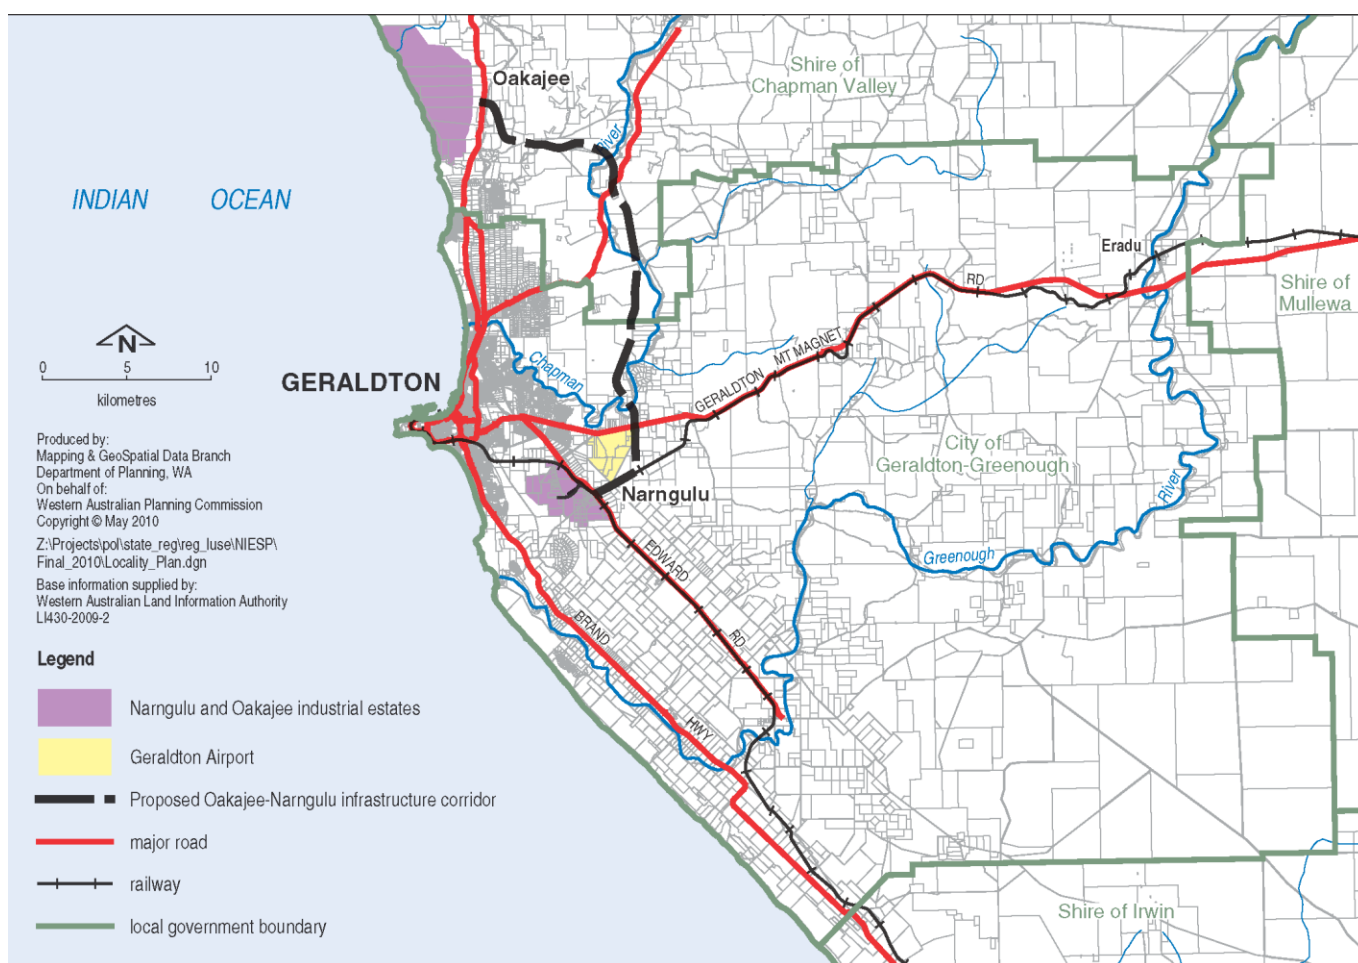 Oakajee
Shire of
Chapman Valley
River
INDIAN OCEAN
Eradu
RD
Shire of
Mullewa
N
0 5 10
kilometres
GERALDTON
Chapman
GERALDTON MT MAGNET
Produced by:
Mapping & GeoSpatial Data Branch
Department of Planning, WA
On behalf of:
Western Australian Planning Commission
Copyright © May 2010
Z:\Projects\pol\state_reg\reg_luse\NIESP\
Final_2010\Locality_Plan.dgn
Base information supplied by:
Western Australian Land Information Authority
LI430-2009-2
City of
Geraldton-Greenough
Narngulu
River
Greenough
EDWARD
RD
BRAND
HWY
Legend
Narngulu and Oakajee industrial estates
Geraldton Airport
Proposed Oakajee-Narngulu infrastructure corridor
major road
railway
local government boundary
Shire of Irwin